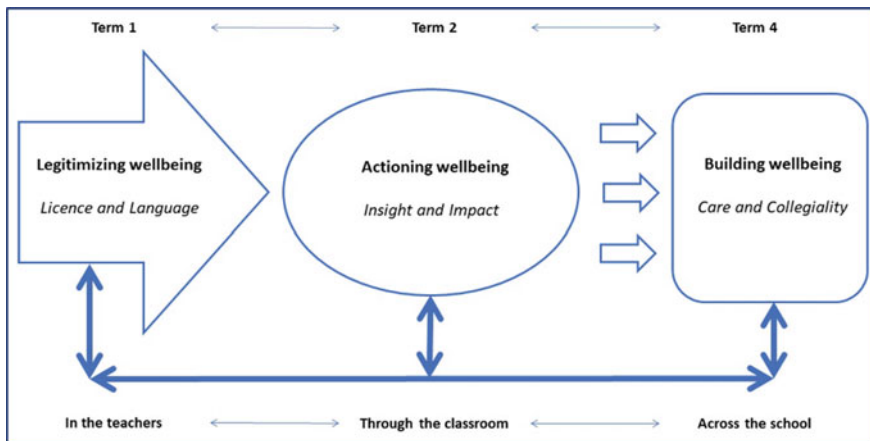 Term 1
Term 2
Term 4
Legitimizing wellbeing
Licence and Language
Actioning wellbeing
Insight and Impact
Building wellbeing
Care and Collegiality
In the teachers
Through the classroom
Across the school